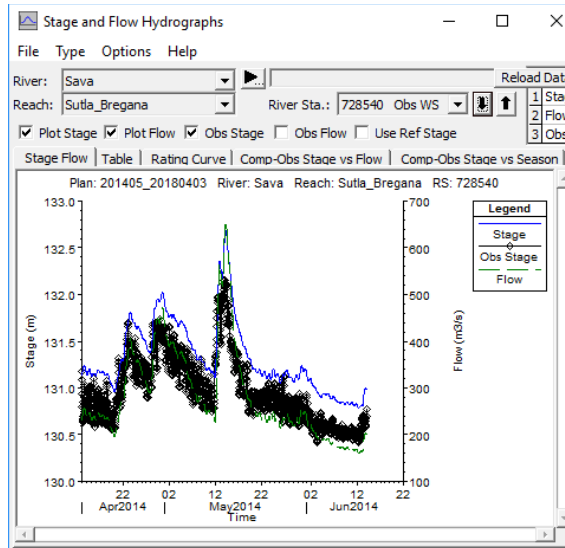 Stage and Flow Hydrographs
File Type Options Help
River: Sava Reload Dat
Reach: Sutla_Bregana River Sta.: 728540 Obs WS
1 Sta
2 Flow
3 Obs
Plot Stage Plot Flow Obs Stage Obs Flow Use Ref Stage
Stage Flow Table Rating Curve Comp-Obs Stage vs Flow Comp-Obs Stage vs Season
Plan: 201405_20180403 River: Sava Reach: Sutla_Bregana RS: 728540
133.0
132.5
132.0
131.5
131.0
130.5
130.0
Stage (m)
700
600
500
400
300
200
100
Flow (m3/s)
Legend
Stage
Obs Stage
Flow
22 02 12 22 02 12 22
Apr2014 May2014 Jun2014
Time